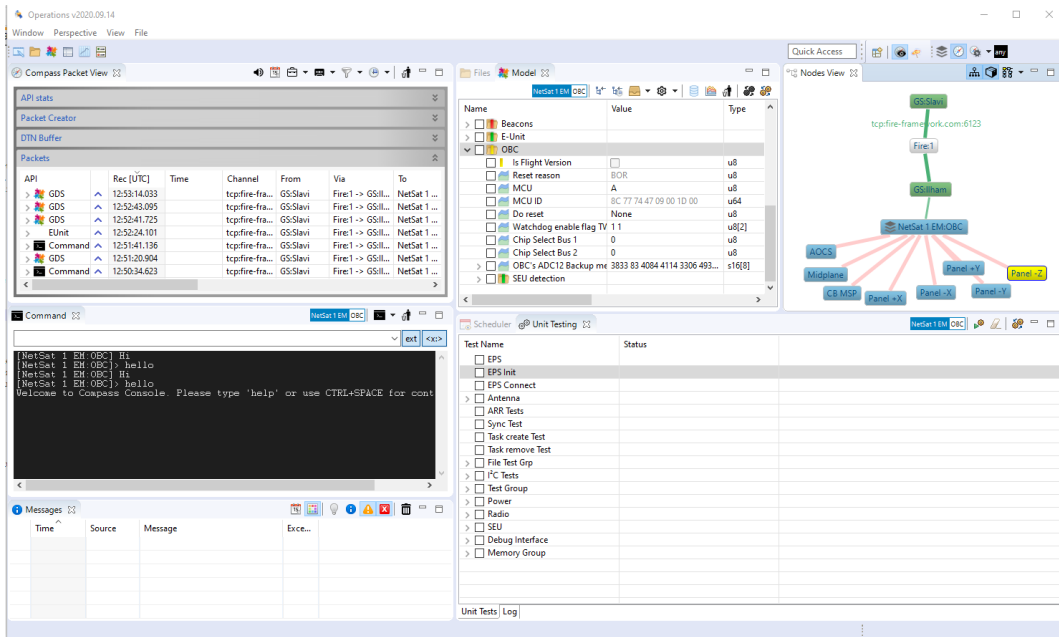 Operations v2020.09.14
Window Perspective View File
Quick Access
any
Compass Packet View
API stats
Packet Creator
DTN Buffer
Packets
API Rec [UTC] Time Channel From Via To
GDS 12:53:14.033 tcp:fire-fra... GS:Slavi Fire:1 -> GS:Il... NetSat 1 ...
GDS 12:52:43.095 tcp:fire-fra... GS:Slavi Fire:1 -> GS:Il... NetSat 1 ...
GDS 12:52:41.725 tcp:fire-fra... GS:Slavi Fire:1 -> GS:Il... NetSat 1 ...
EUnit 12:52:24.101 tcp:fire-fra... GS:Slavi Fire:1 -> GS:Il... NetSat 1 ...
Command 12:51:41.136 tcp:fire-fra... GS:Slavi Fire:1 -> GS:Il... NetSat 1 ...
GDS 12:51:20.904 tcp:fire-fra... GS:Slavi Fire:1 -> GS:Il... NetSat 1 ...
Command 12:50:34.623 tcp:fire-fra... GS:Slavi Fire:1 -> GS:Il... NetSat 1 ...
Files Model
NetSat 1 EM OBC
Name Value Type
Beacons
E-Unit
OBC
Is Flight Version u8
Reset reason BOR u8
MCU A u8
MCU ID 8C 77 74 47 09 00 1D 00 u64
Do reset None u8
Watchdog enable flag TV 1 1 u8[2]
Chip Select Bus 1 0 u8
Chip Select Bus 2 0 u8
OBC's ADC12 Backup me 3833 83 4084 4114 3306 493... s16[8]
SEU detection
Nodes View
GS:Slavi
tcp:fire-framework.com:6123
Fire:1
GS:Ilham
NetSat 1 EM:OBC
AOCS
Midplane
CB MSP
Panel +X
Panel -X
Panel +Y
Panel -Y
Panel -Z
Command
NetSat 1 EM OBC
ext <x:>
[NetSat 1 EM:OBC] Hi
[NetSat 1 EM:OBC]> hello
[NetSat 1 EM:OBC] Hi
[NetSat 1 EM:OBC]> hello
Welcome to Compass Console. Please type 'help' or use CTRL+SPACE for cont
Messages
Time Source Message Exce...
Scheduler Unit Testing
NetSat 1 EM OBC
Test Name Status
EPS
EPS Init
EPS Connect
Antenna
ARR Tests
Sync Test
Task create Test
Task remove Test
File Test Grp
I²C Tests
Test Group
Power
Radio
SEU
Debug Interface
Memory Group
Unit Tests Log